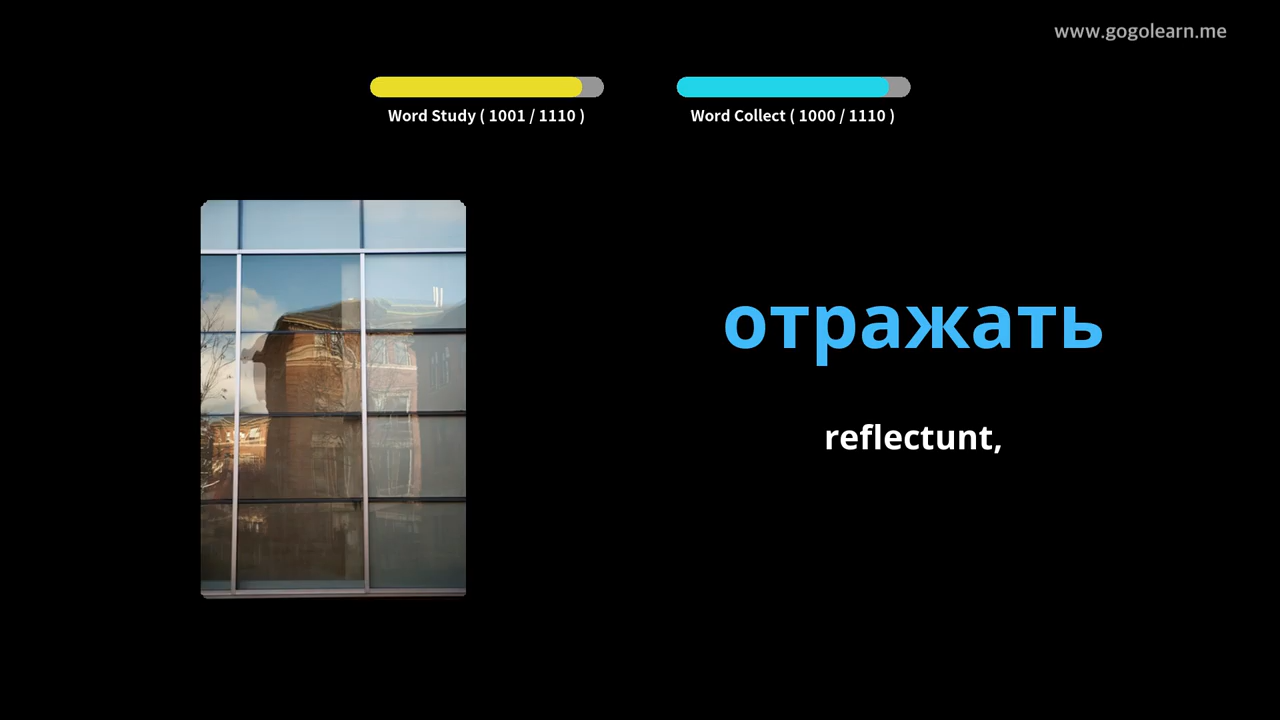 www.gogolearn.me
Word Study ( 1001 / 1110 )
Word Collect ( 1000 / 1110 )
отражать
reflectunt,